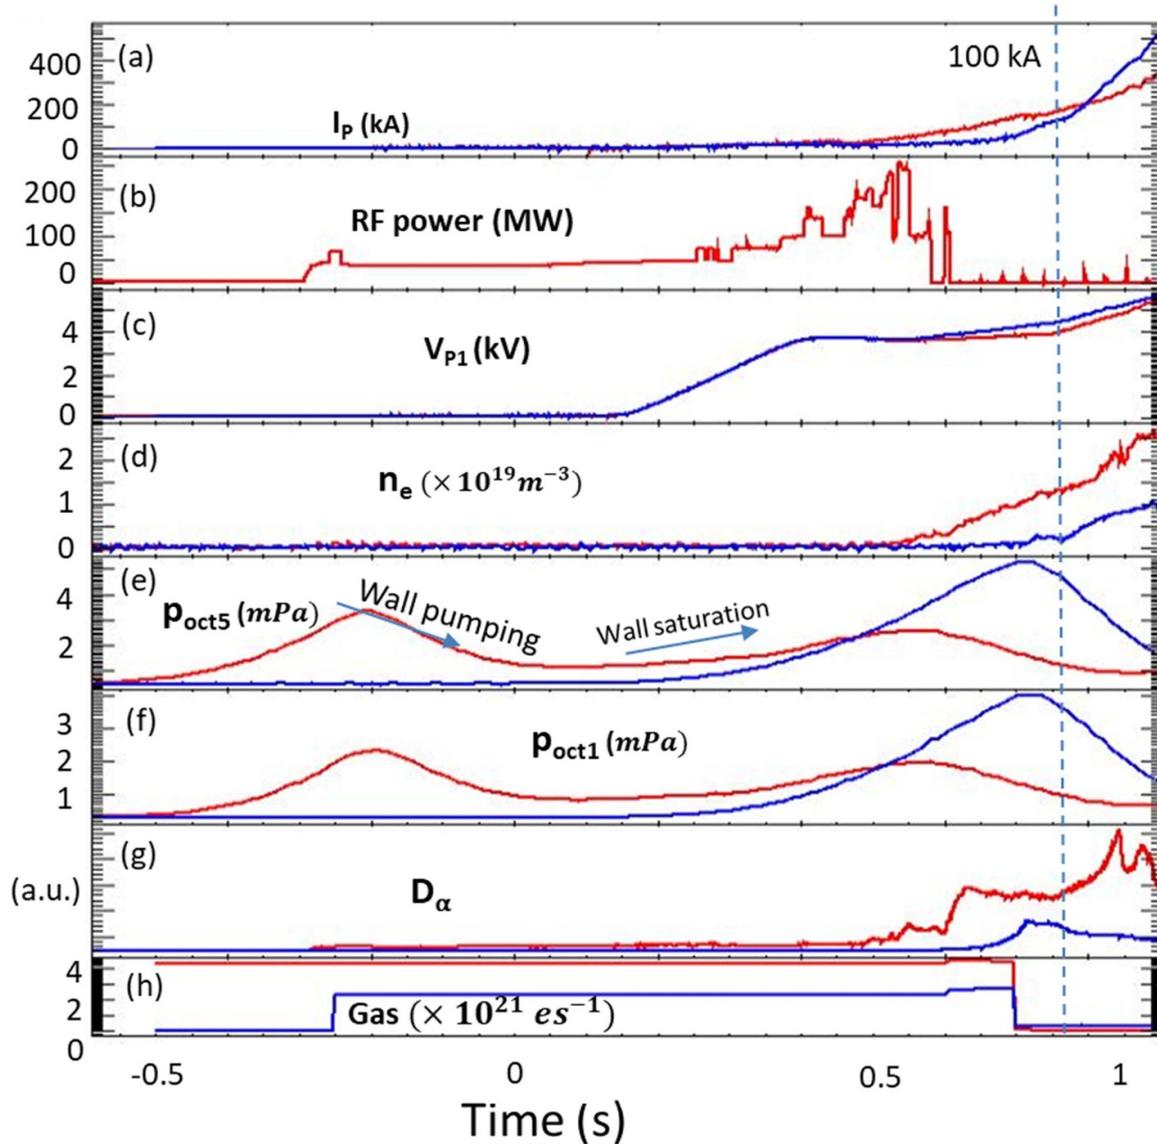 (a)
100 kA
400
200
0
I_P (kA)
(b)
RF power (MW)
200
100
0
(c)
V_P1 (kV)
4
2
0
(d)
n_e (× 10^19 m^−3)
2
1
0
(e)
p_oct5 (mPa)
Wall pumping
Wall saturation
4
2
(f)
p_oct1 (mPa)
3
2
1
(g)
(a.u.)
D_α
(h)
4
2
0
Gas (× 10^21 es^−1)
-0.5 0 0.5 1
Time (s)